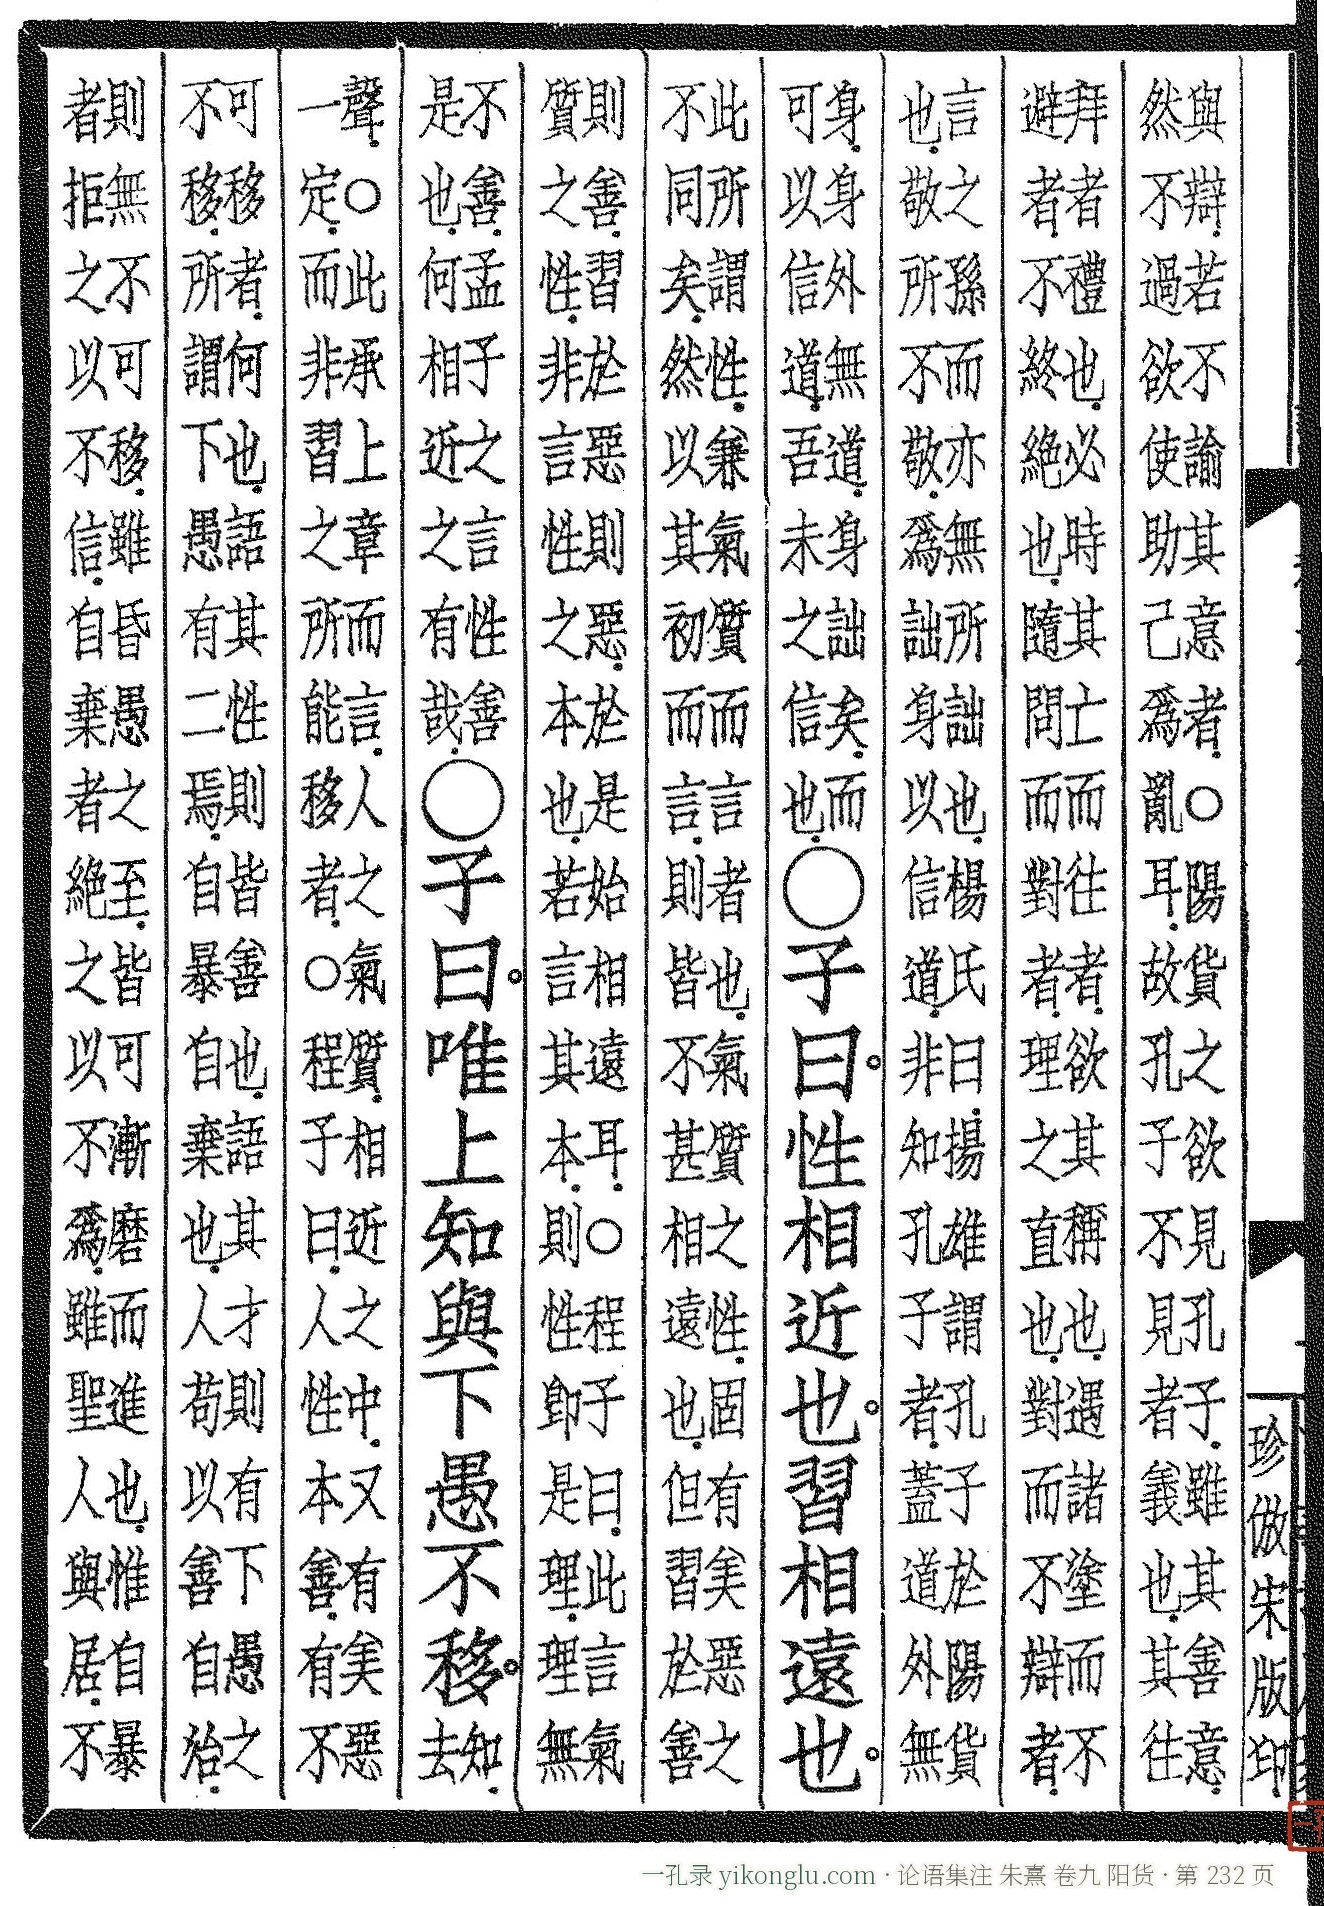 珍倣宋版印
與辯。若不諭其意者。○陽貨之欲見孔子。雖其善意。
然不過欲使助己爲亂耳。故孔子不見者。義也。其往
拜者。禮也。必時其亡而往者。欲其稱也。遇諸塗而不
避者。不終絶也。隨問而對者。理之直也。對而不辯者。
言之孫而亦無所詘也。楊氏曰。揚雄謂孔子於陽貨
也。敬所不敬。爲詘身以信道。非知孔子者。蓋道外無
身。身外無道。身詘矣。而
可以信道。吾未之信也。
○子曰。性相近也。習相遠也。
此所謂性。兼氣質而言者也。氣質之性。固有美惡之
不同矣。然以其初而言。則皆不甚相遠也。但習於善
則善。習於惡則惡。於是始相遠耳。○程子曰。此言氣
質之性。非言性之本也。若言其本。則性即是理。理無
不善。孟子之言性善
是也。何相近之有哉。
○子曰。唯上知與下愚不移。
知。
去
聲。○此承上章而言。人之氣質。相近之中。又有美惡
一定。而非習之所能移者。○程子曰。人性本善。有不
可移者。何也。語其性則皆善也。語其才則有下愚之
不移。所謂下愚有二焉。自暴自棄也。人苟以善自治。
則無不可移。雖昏愚之至。皆可漸磨而進也。惟自暴
者拒之以不信。自棄者絶之以不爲。雖聖人與居。不
一孔录 yikonglu.com · 论语集注 朱熹 卷九 阳货 · 第 232 页